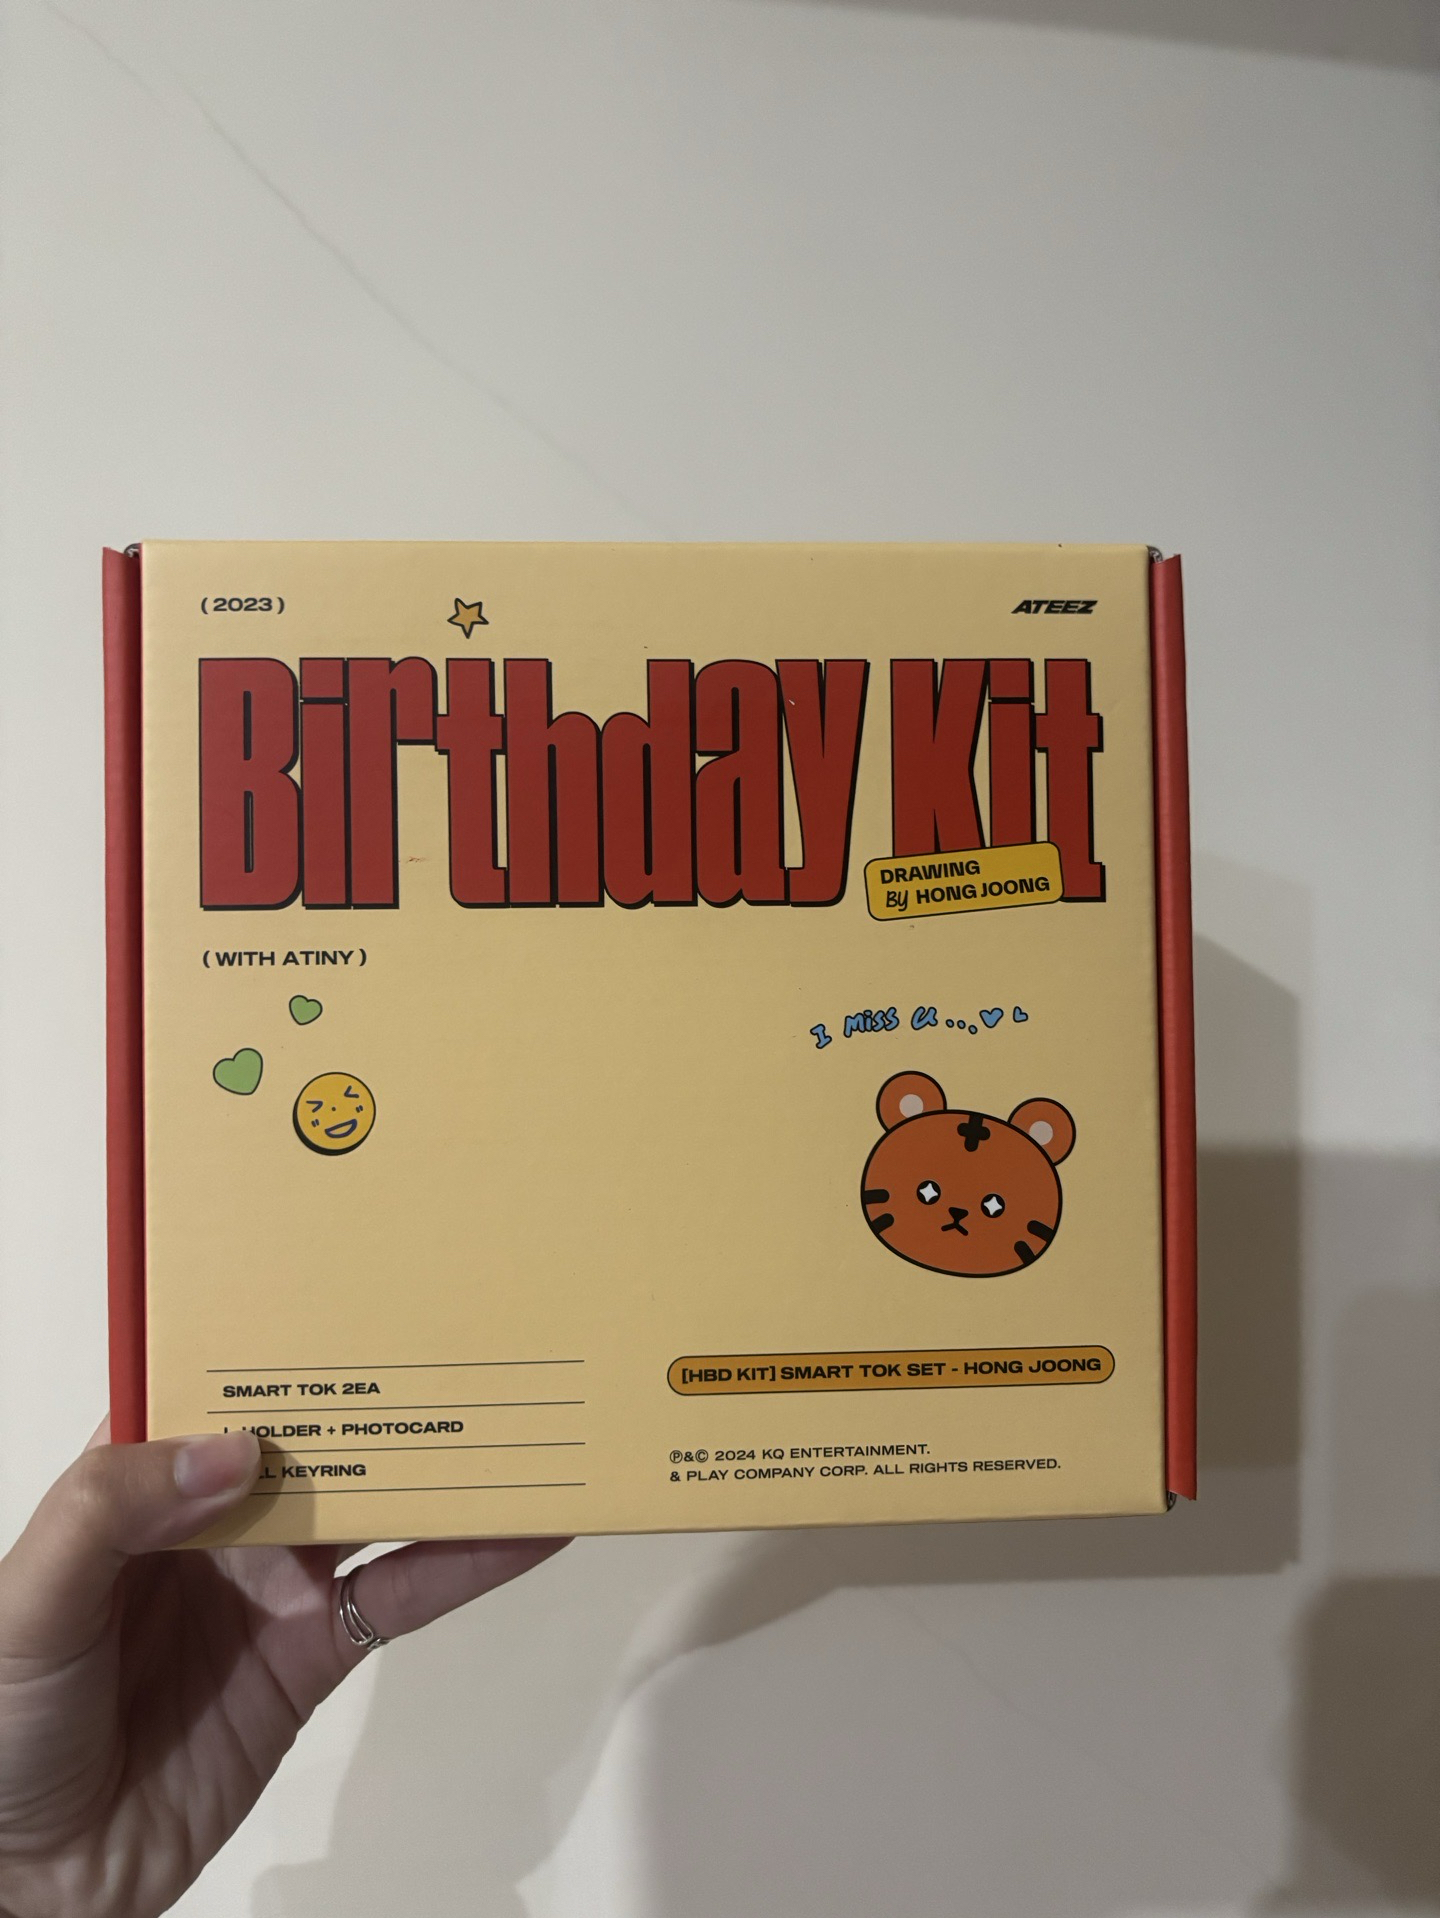 ( 2023 )
ATEEZ
Birthday Kit
DRAWING
By HONG JOONG
( WITH ATINY )
I miss u...
SMART TOK 2EA
HOLDER + PHOTOCARD
KEYRING
[HBD KIT] SMART TOK SET - HONG JOONG
℗&© 2024 KQ ENTERTAINMENT.
& PLAY COMPANY CORP. ALL RIGHTS RESERVED.